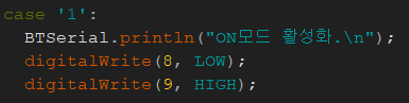 case '1':
BTSerial.println("ON모드 활성화.\n");
digitalWrite(8, LOW);
digitalWrite(9, HIGH);